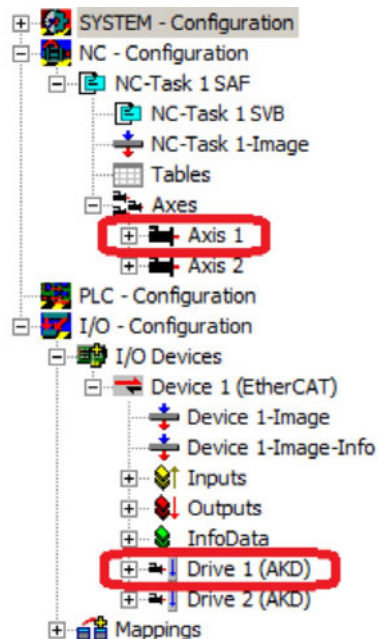 SYSTEM - Configuration
NC - Configuration
NC-Task 1 SAF
NC-Task 1 SVB
NC-Task 1-Image
Tables
Axes
Axis 1
Axis 2
PLC - Configuration
I/O - Configuration
I/O Devices
Device 1 (EtherCAT)
Device 1-Image
Device 1-Image-Info
Inputs
Outputs
InfoData
Drive 1 (AKD)
Drive 2 (AKD)
Mappings